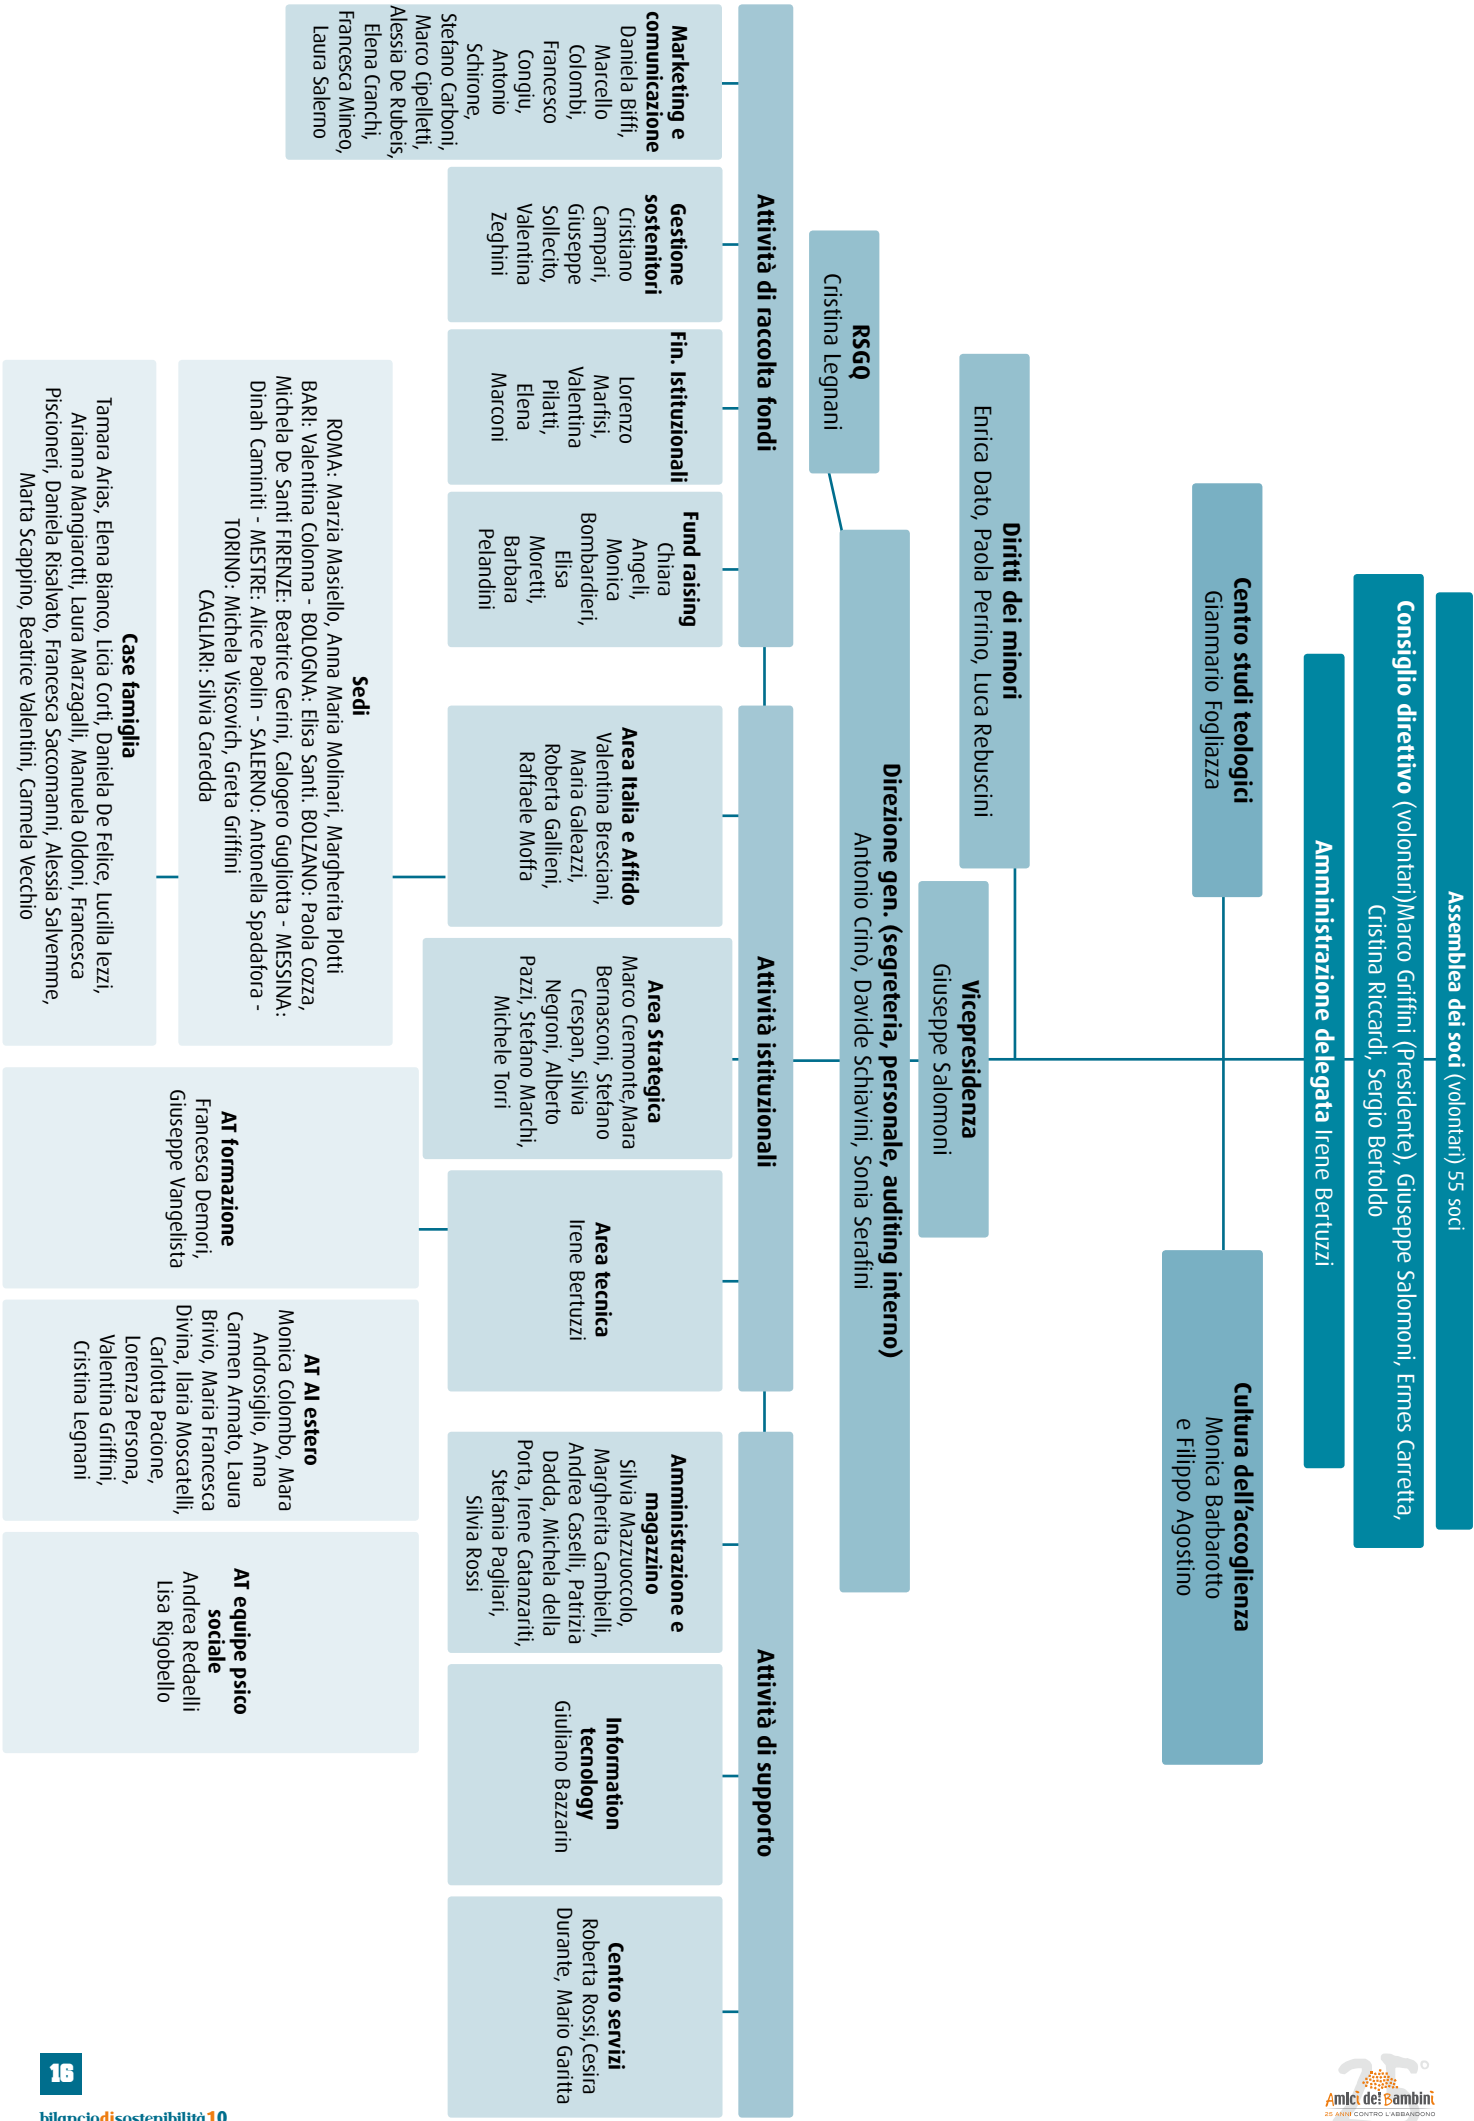 Assemblea dei soci (volontari) 55 soci
Consiglio direttivo (volontari)Marco Griffini (Presidente), Giuseppe Salomoni, Ermes Carretta,
Cristina Riccardi, Sergio Bertoldo
Amministrazione delegata Irene Bertuzzi
Centro studi teologici
Gianmario Fogliazza
Cultura dell'accoglienza
Monica Barbarotto
e Filippo Agostino
Diritti dei minori
Enrica Dato, Paola Perrino, Luca Rebuscini
Vicepresidenza
Giuseppe Salomoni
RSGQ
Cristina Legnani
Direzione gen. (segreteria, personale, auditing interno)
Antonio Crinò, Davide Schiavini, Sonia Serafini
Attività di raccolta fondi
Attività istituzionali
Attività di supporto
Marketing e
comunicazione
Daniela Biffi,
Marcello
Colombi,
Francesco
Congiu,
Antonio
Schirone,
Stefano Carboni,
Marco Cipelletti,
Alessia De Rubeis,
Elena Cranchi,
Francesca Mineo,
Laura Salerno
Gestione
sostenitori
Cristiano
Campari,
Giuseppe
Sollecito,
Valentina
Zeghini
Fin. Istituzionali
Lorenzo
Marfisi,
Valentina
Pilatti,
Elena
Marconi
Fund raising
Chiara
Angeli,
Monica
Bombardieri,
Elisa
Moretti,
Barbara
Pelandini
Area Italia e Affido
Valentina Bresciani,
Maria Galeazzi,
Roberta Gallieni,
Raffaele Moffa
Area Strategica
Marco Cremonte,Mara
Bernasconi, Stefano
Crespan, Silvia
Negroni, Alberto
Pazzi, Stefano Marchi,
Michele Torri
Area tecnica
Irene Bertuzzi
Amministrazione e
magazzino
Silvia Mazzuoccolo,
Margherita Cambielli,
Andrea Caselli, Patrizia
Dadda, Michela della
Porta, Irene Catanzariti,
Stefania Pagliari,
Silvia Rossi
Information
tecnology
Giuliano Bazzarin
Centro servizi
Roberta Rossi,Cesira
Durante, Mario Garitta
Sedi
ROMA: Marzia Masiello, Anna Maria Molinari, Margherita Plotti
BARI: Valentina Colonna - BOLOGNA: Elisa Santi. BOLZANO: Paola Cozza,
Michela De Santi FIRENZE: Beatrice Gerini, Calogero Gugliotta - MESSINA:
Dinah Caminiti - MESTRE: Alice Paolin - SALERNO: Antonella Spadafora -
TORINO: Michela Viscovich, Greta Griffini
CAGLIARI: Silvia Caredda
Case famiglia
Tamara Arias, Elena Bianco, Licia Corti, Daniela De Felice, Lucilla Iezzi,
Arianna Mangiarotti, Laura Marzagalli, Manuela Oldoni, Francesca
Piscioneri, Daniela Risalvato, Francesca Saccomanni, Alessia Salvemme,
Marta Scappino, Beatrice Valentini, Carmela Vecchio
AT formazione
Francesca Demori,
Giuseppe Vangelista
AT AI estero
Monica Colombo, Mara
Androsiglio, Anna
Carmen Armato, Laura
Brivio, Maria Francesca
Divina, Ilaria Moscatelli,
Carlotta Pacione,
Lorenza Persona,
Valentina Griffini,
Cristina Legnani
AT equipe psico
sociale
Andrea Redaelli
Lisa Rigobello
16
bilanciodisostenibilità10
25°
Amici dei Bambini
25 ANNI CONTRO L'ABBANDONO